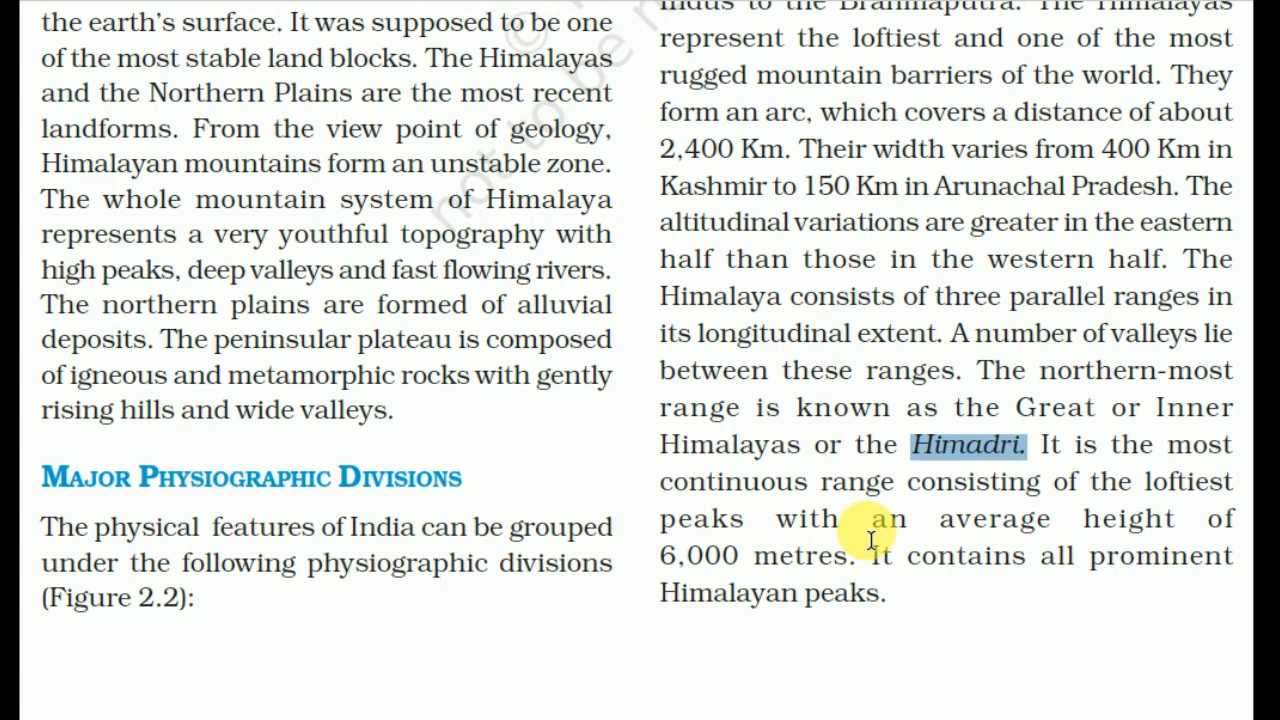 the earth's surface. It was supposed to be one
of the most stable land blocks. The Himalayas
and the Northern Plains are the most recent
landforms. From the view point of geology,
Himalayan mountains form an unstable zone.
The whole mountain system of Himalaya
represents a very youthful topography with
high peaks, deep valleys and fast flowing rivers.
The northern plains are formed of alluvial
deposits. The peninsular plateau is composed
of igneous and metamorphic rocks with gently
rising hills and wide valleys.
MAJOR PHYSIOGRAPHIC DIVISIONS
The physical features of India can be grouped
under the following physiographic divisions
(Figure 2.2):
Indus to the Brahmaputra. The Himalayas
represent the loftiest and one of the most
rugged mountain barriers of the world. They
form an arc, which covers a distance of about
2,400 Km. Their width varies from 400 Km in
Kashmir to 150 Km in Arunachal Pradesh. The
altitudinal variations are greater in the eastern
half than those in the western half. The
Himalaya consists of three parallel ranges in
its longitudinal extent. A number of valleys lie
between these ranges. The northern-most
range is known as the Great or Inner
Himalayas or the Himadri. It is the most
continuous range consisting of the loftiest
peaks with an average height of
6,000 metres. It contains all prominent
Himalayan peaks.
©
not to be